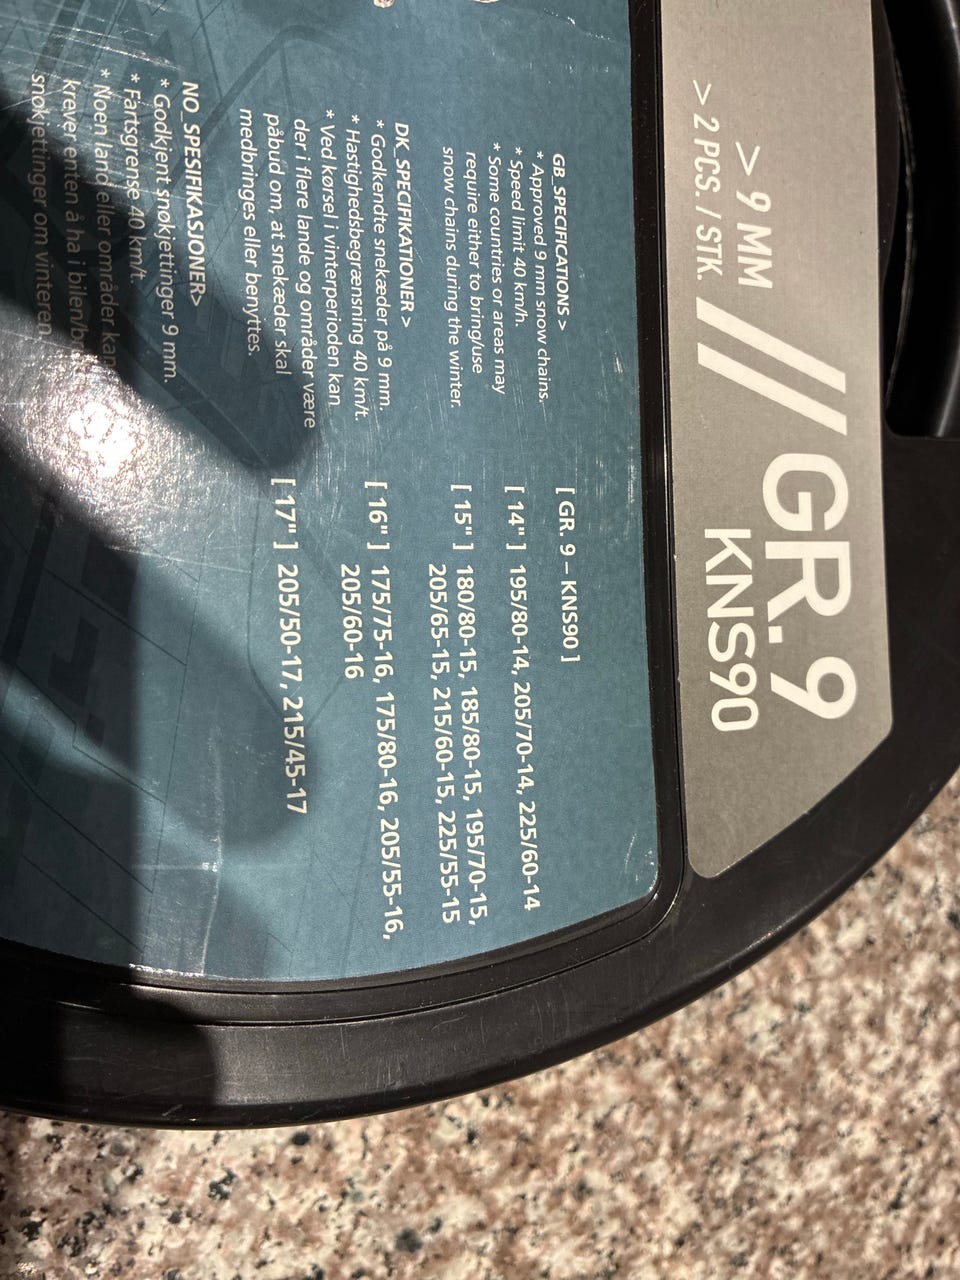 > 9 MM
> 2 PCS. / STK.
// GR. 9
KNS90
GB_SPECIFICATIONS >
* Approved 9 mm snow chains.
* Speed limit 40 km/h.
* Some countries or areas may
require either to bring/use
snow chains during the winter.
DK_SPECIFIKATIONER >
* Godkendte snekæder på 9 mm.
* Hastighedsbegrænsning 40 km/t.
* Ved kørsel i vinterperioden kan
der i flere lande og områder være
påbud om, at snekæder skal
medbringes eller benyttes.
NO_SPESIFIKASJONER>
* Godkjent snøkjettinger 9 mm.
* Fartsgrense 40 km/t.
* Noen land eller områder kan
krever enten å ha i bilen/
snøkjettinger om vinteren.
[ GR. 9 – KNS90 ]
[ 14" ] 195/80-14, 205/70-14, 225/60-14
[ 15" ] 180/80-15, 185/80-15, 195/70-15,
205/65-15, 215/60-15, 225/55-15
[ 16" ] 175/75-16, 175/80-16, 205/55-16,
205/60-16
[ 17" ] 205/50-17, 215/45-17